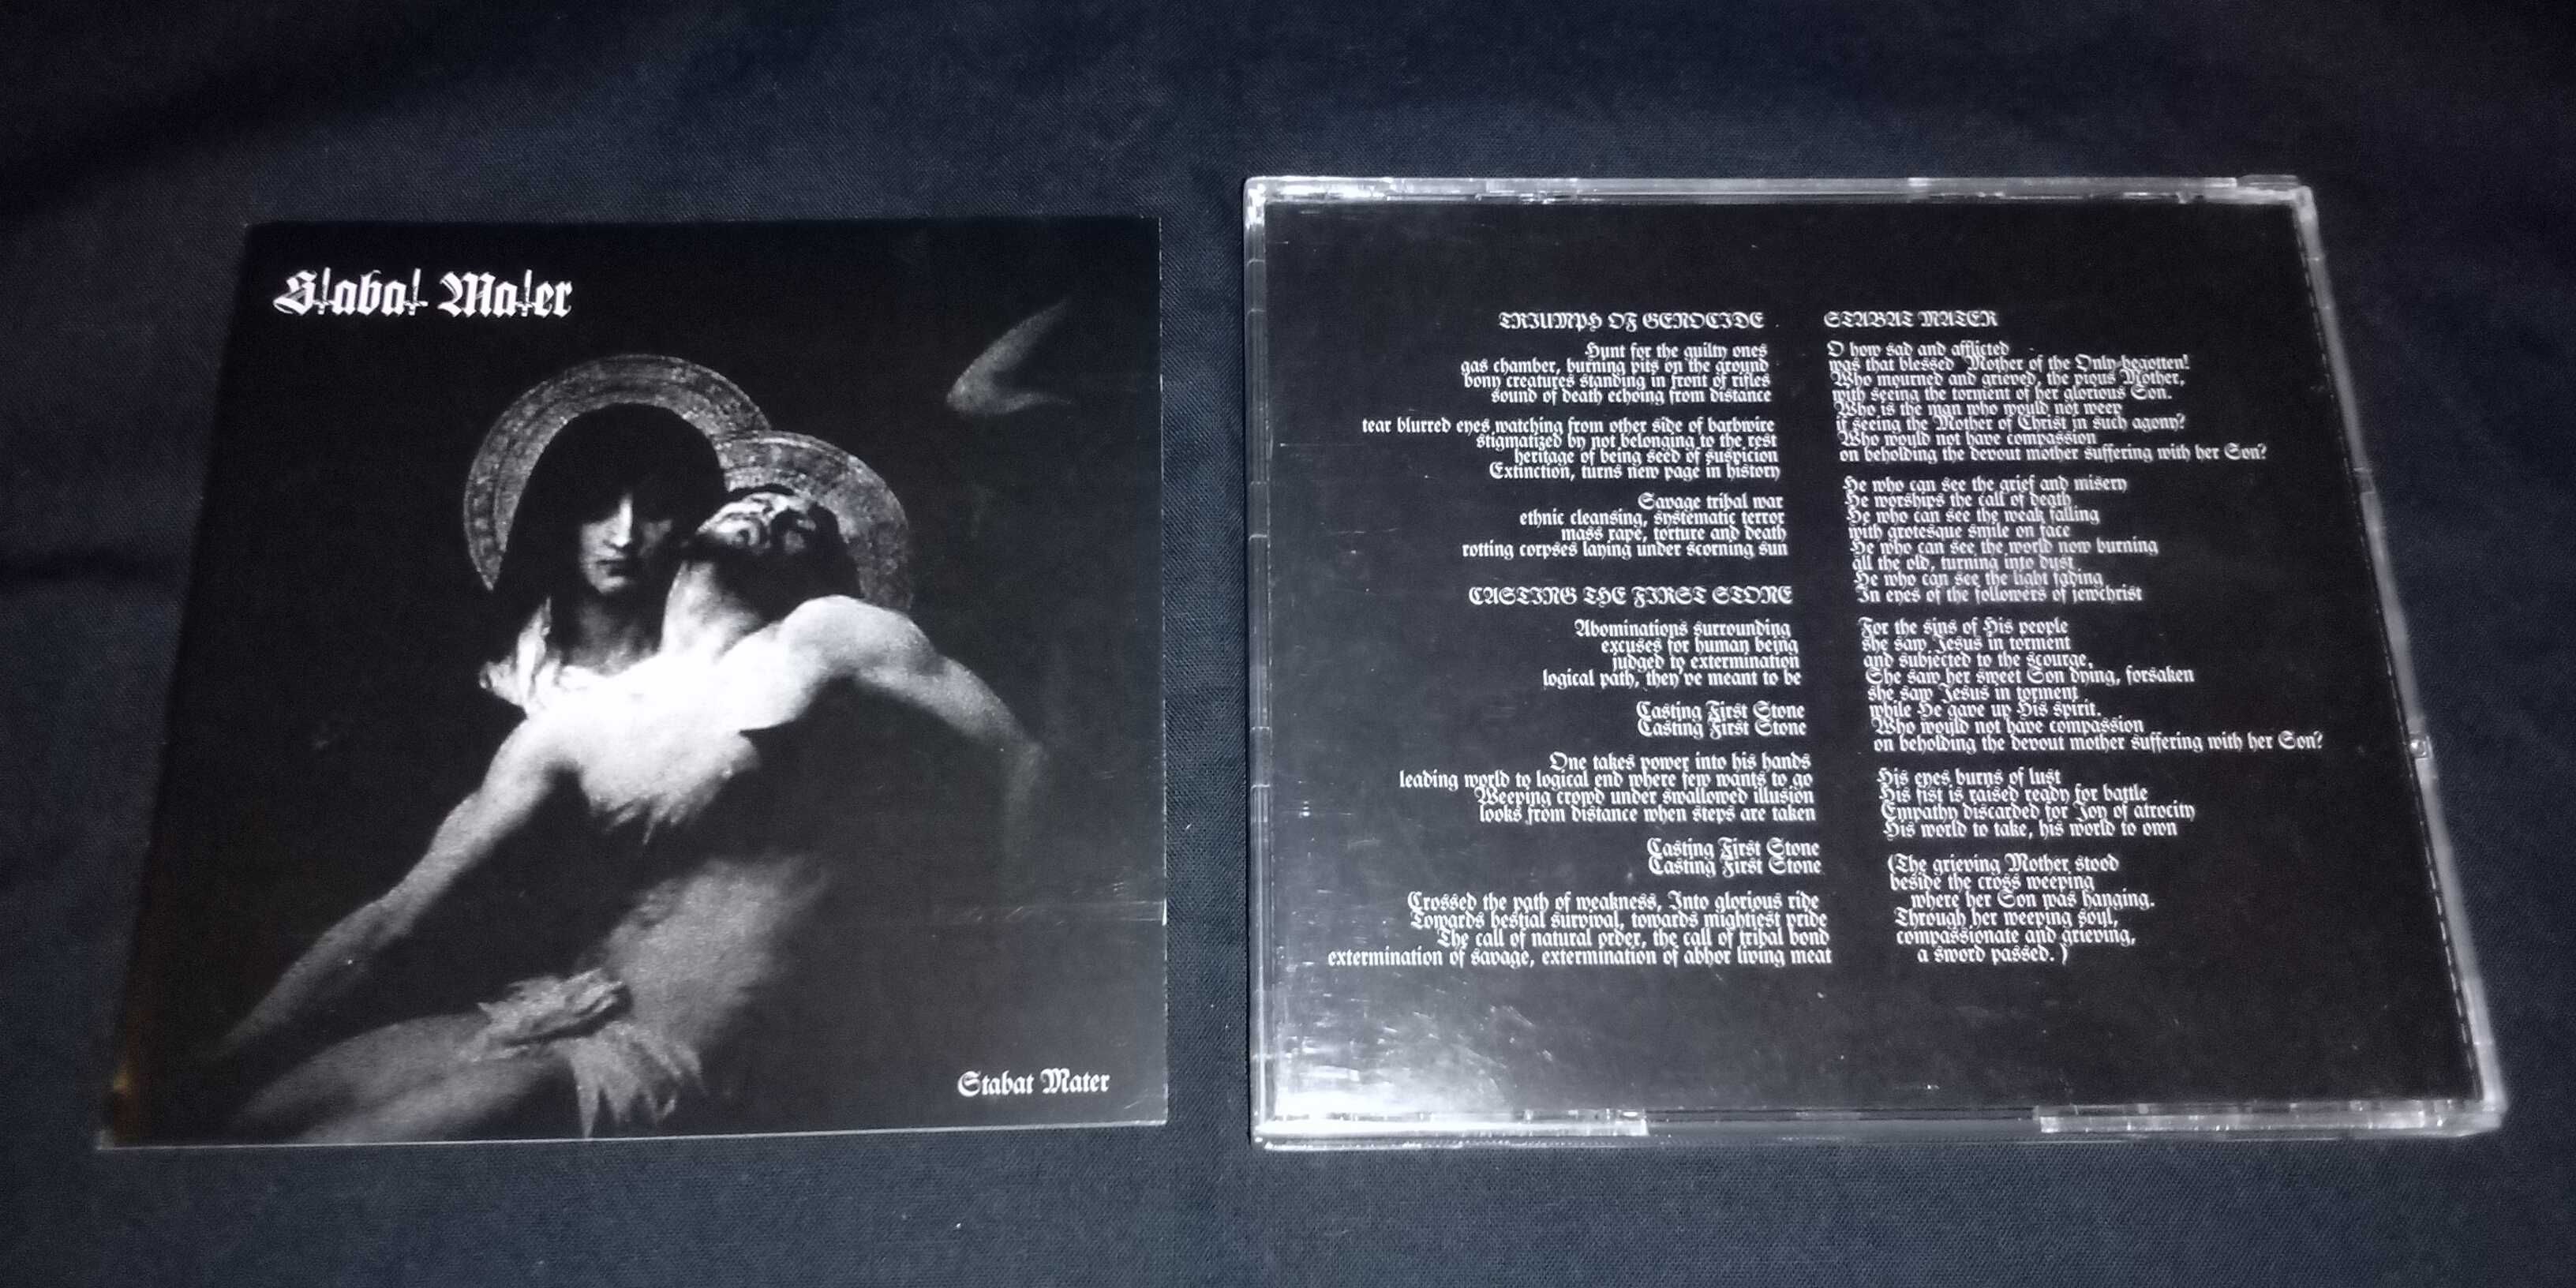 Stabat Mater
Stabat Mater
TRIUMPH OF GENOCIDE
Hunt for the guilty ones
gas chamber, burning pits on the ground
bony creatures standing in front of rifles
sound of death echoing from distance
tear blurred eyes watching from other side of barbwire
stigmatized by not belonging to the rest
heritage of being seed of suspicion
Extinction, turns new page in history
Savage tribal war
ethnic cleansing, systematic terror
mass rape, torture and death
rotting corpses laying under scorning sun
CASTING THE FIRST STONE
Abominations surrounding
excuses for human being
judged to extermination
logical path, they've meant to be
Casting First Stone
Casting First Stone
One takes power into his hands
leading world to logical end where few wants to go
Weeping crowd under swallowed illusion
looks from distance when steps are taken
Casting First Stone
Casting First Stone
Crossed the path of weakness, Into glorious ride
Towards bestial survival, towards mightiest pride
The call of natural order, the call of tribal bond
extermination of savage, extermination of abhor living meat
STABAT MATER
O how sad and afflicted
was that blessed Mother of the Only-begotten!
Who mourned and grieved, the pious Mother,
with seeing the torment of her glorious Son.
Who is the man who would not weep
if seeing the Mother of Christ in such agony?
Who would not have compassion
on beholding the devout mother suffering with her Son?
He who can see the grief and misery
He worships the call of death
He who can see the weak falling
with grotesque smile on face
He who can see the world now burning
all the old, turning into dust
He who can see the light fading
In eyes of the followers of jewchrist
For the sins of His people
she saw Jesus in torment
and subjected to the scourge,
She saw her sweet Son dying, forsaken
she saw Jesus in torment
while He gave up His spirit.
Who would not have compassion
on beholding the devout mother suffering with her Son?
His eyes burns of lust
His fist is raised ready for battle
Empathy discarded for Joy of atrocity
His world to take, his world to own
(The grieving Mother stood
beside the cross weeping
where her Son was hanging.
Through her weeping soul,
compassionate and grieving,
a sword passed. )